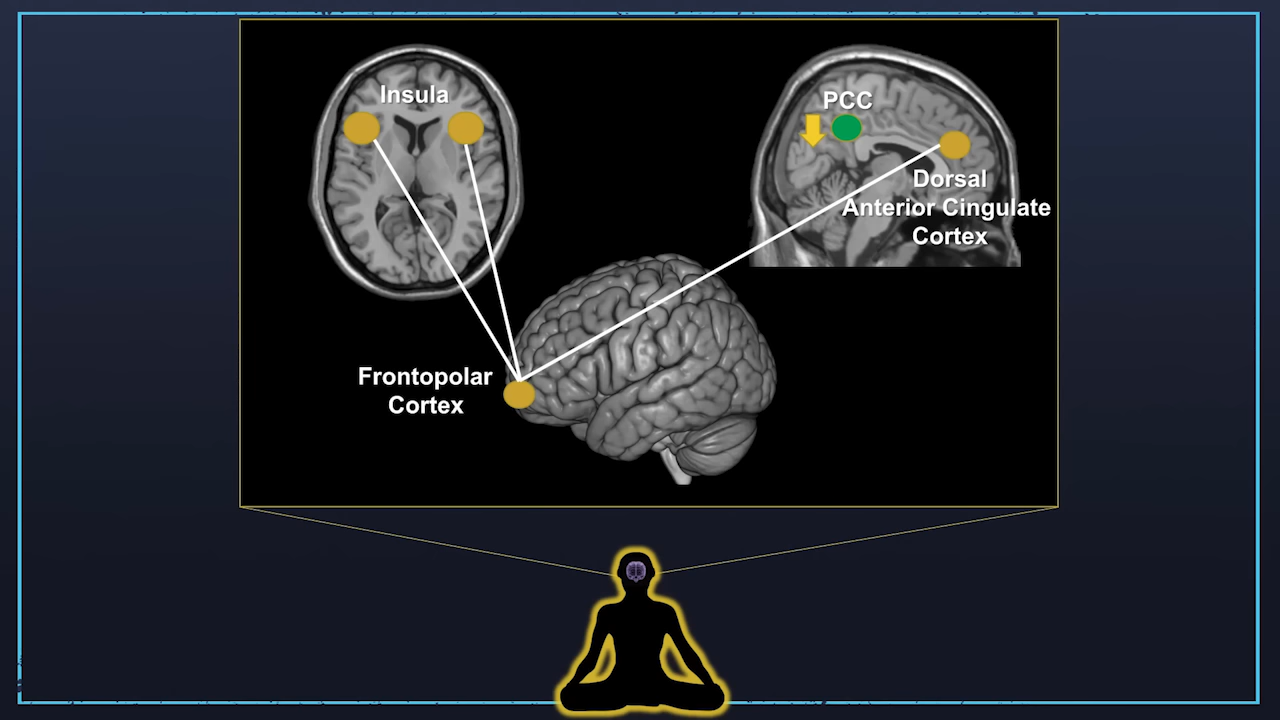 Insula
PCC
Dorsal
Anterior Cingulate
Cortex
Frontopolar
Cortex